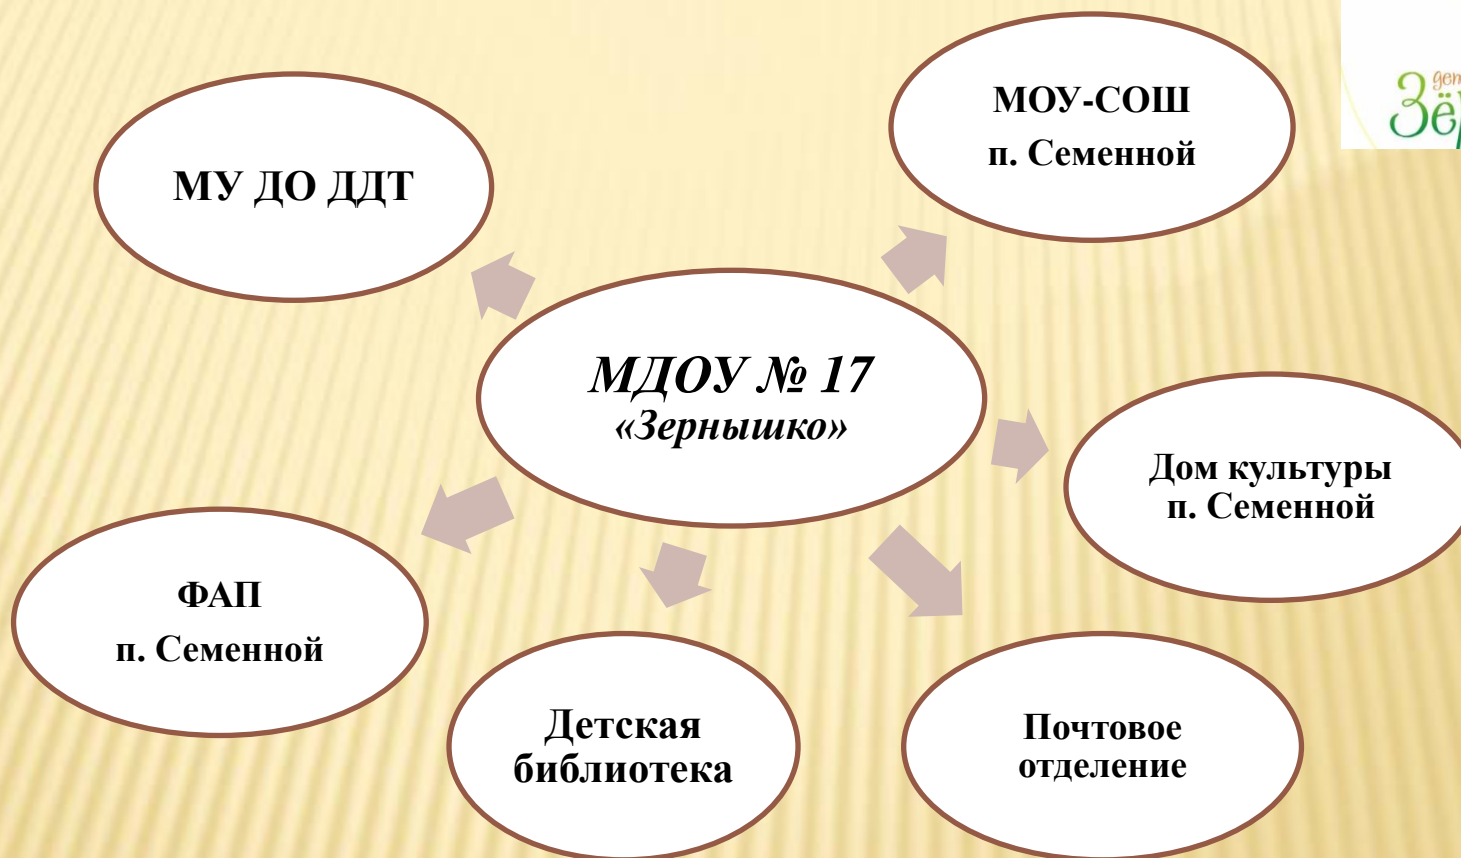 МОУ-СОШ
п. Семенной
МУ ДО ДДТ
МДОУ № 17
«Зернышко»
Дом культуры
п. Семенной
ФАП
п. Семенной
Детская
библиотека
Почтовое
отделение